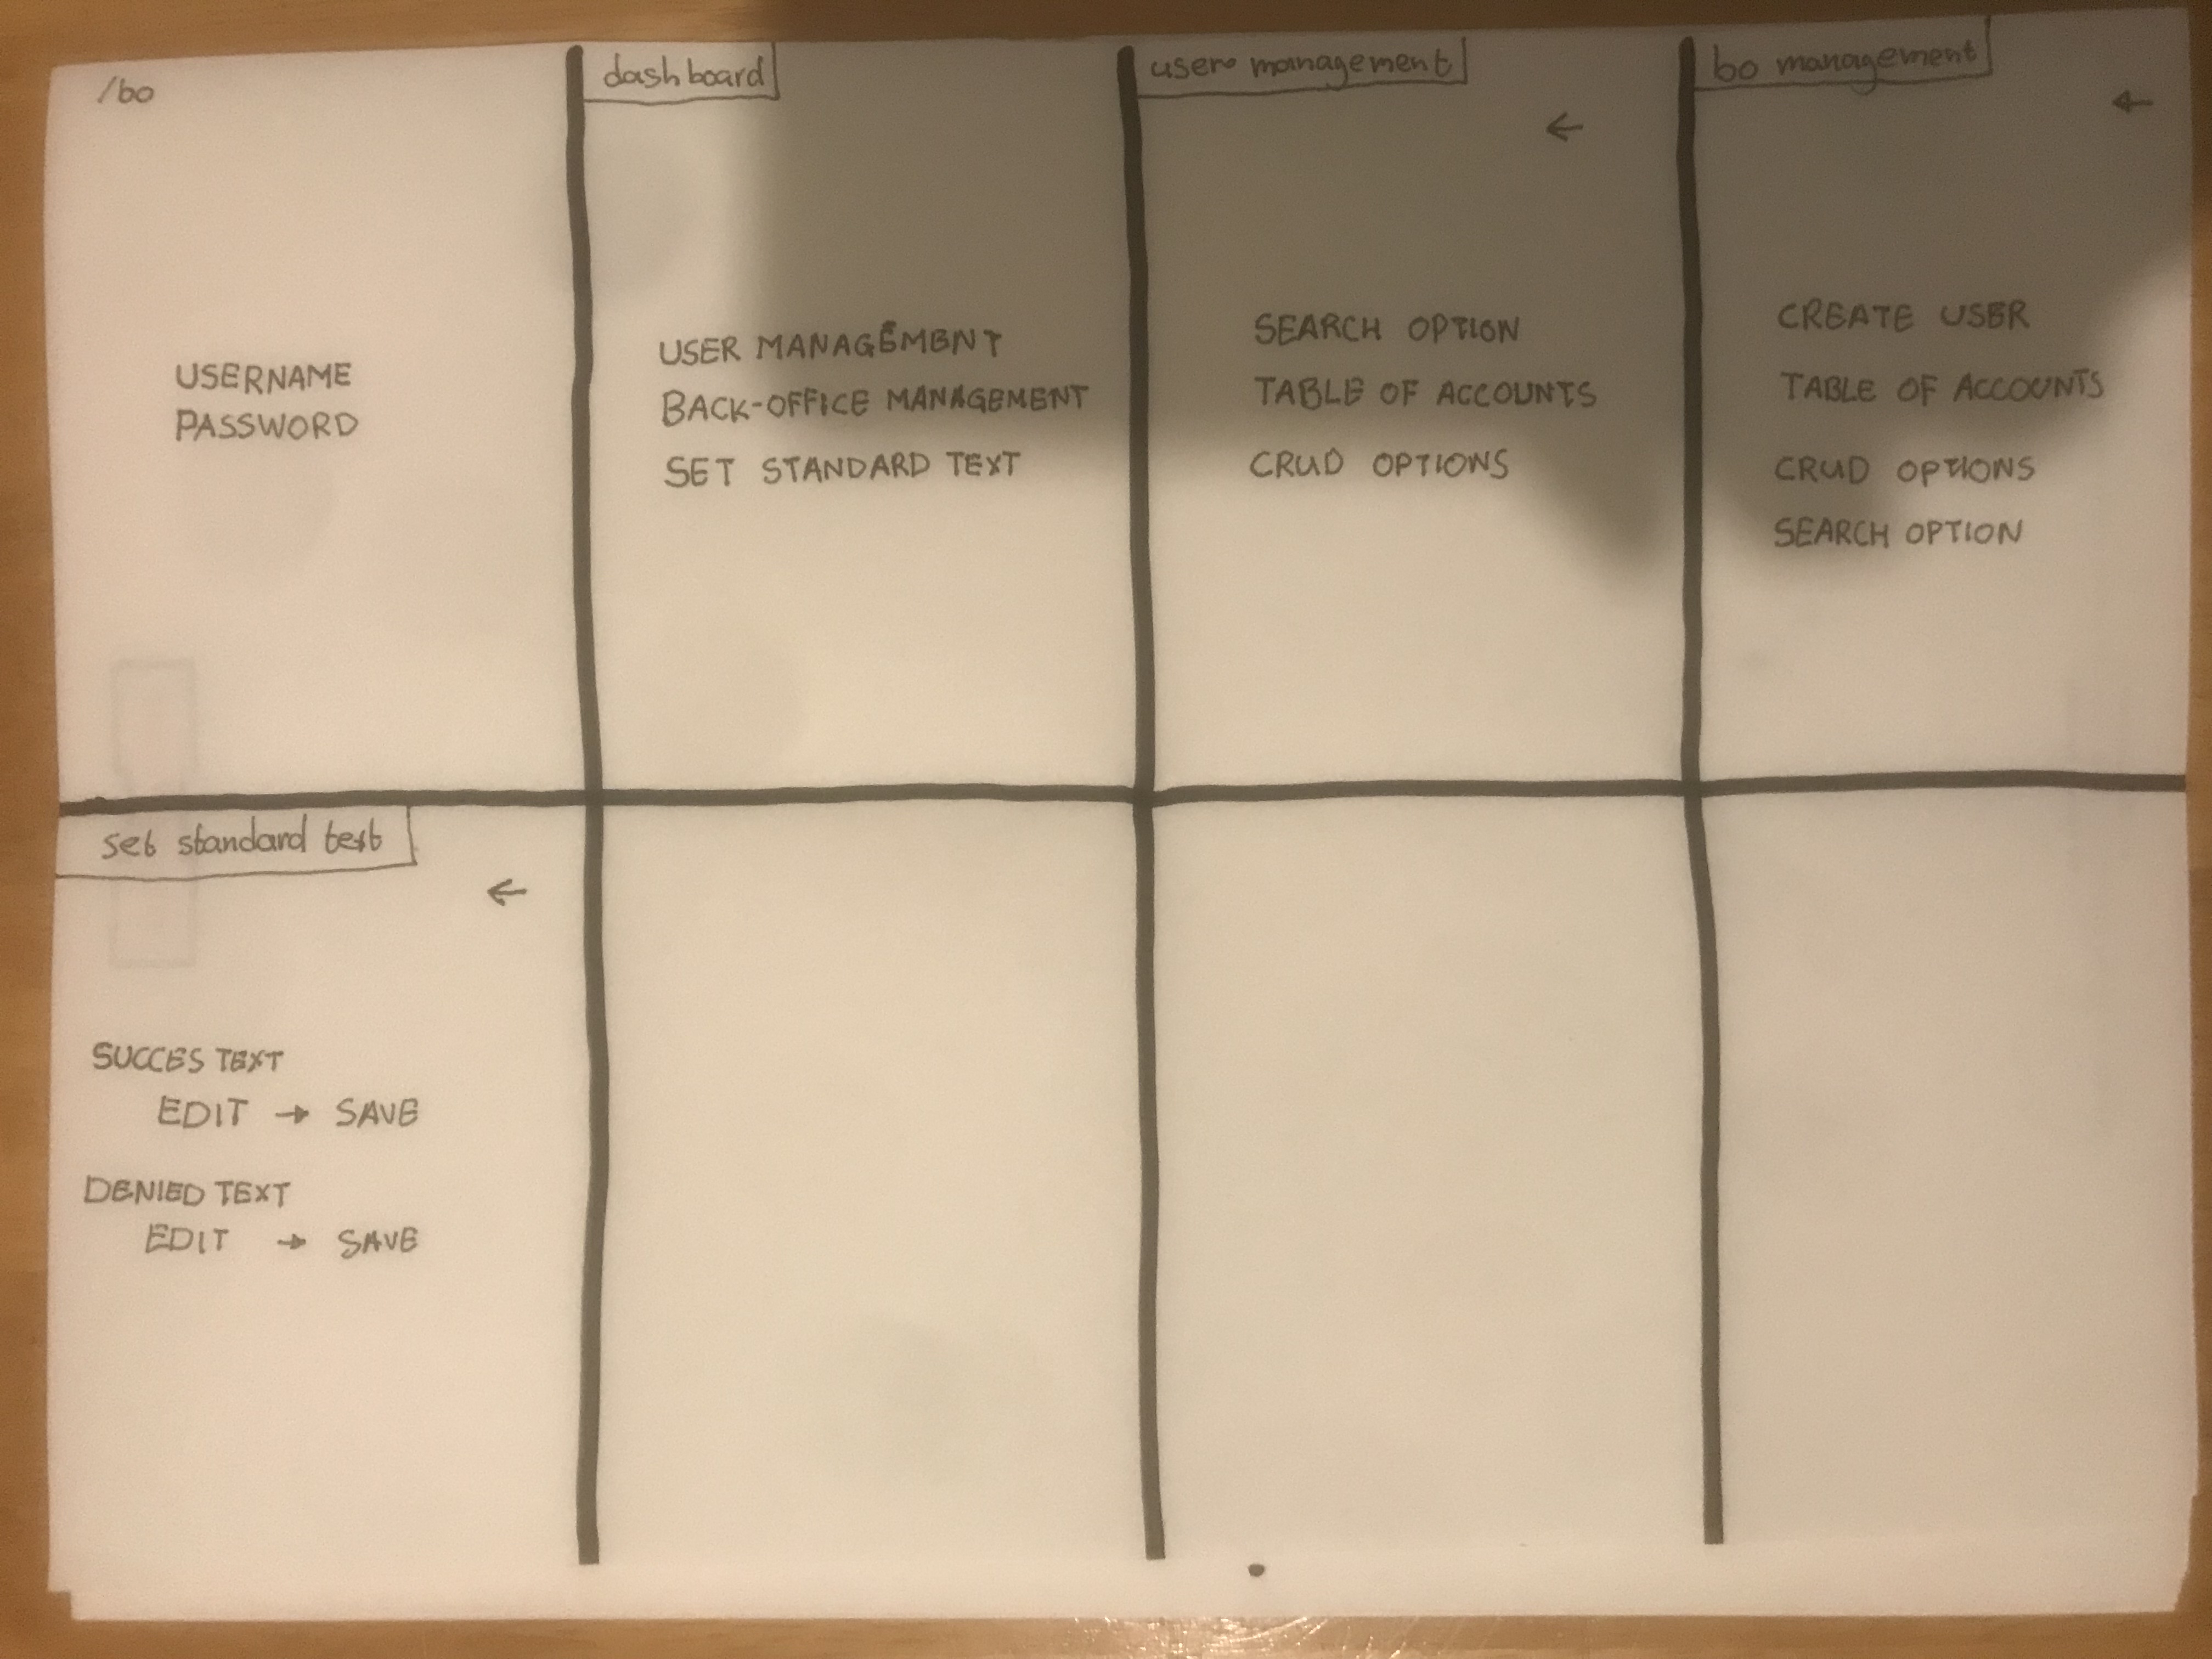 /bo
USERNAME
PASSWORD
dashboard
USER MANAGEMENT
BACK-OFFICE MANAGEMENT
SET STANDARD TEXT
user management
←
SEARCH OPTION
TABLE OF ACCOUNTS
CRUD OPTIONS
bo management
←
CREATE USER
TABLE OF ACCOUNTS
CRUD OPTIONS
SEARCH OPTION
set standard text
←
SUCCES TEXT
EDIT → SAVE
DENIED TEXT
EDIT → SAVE